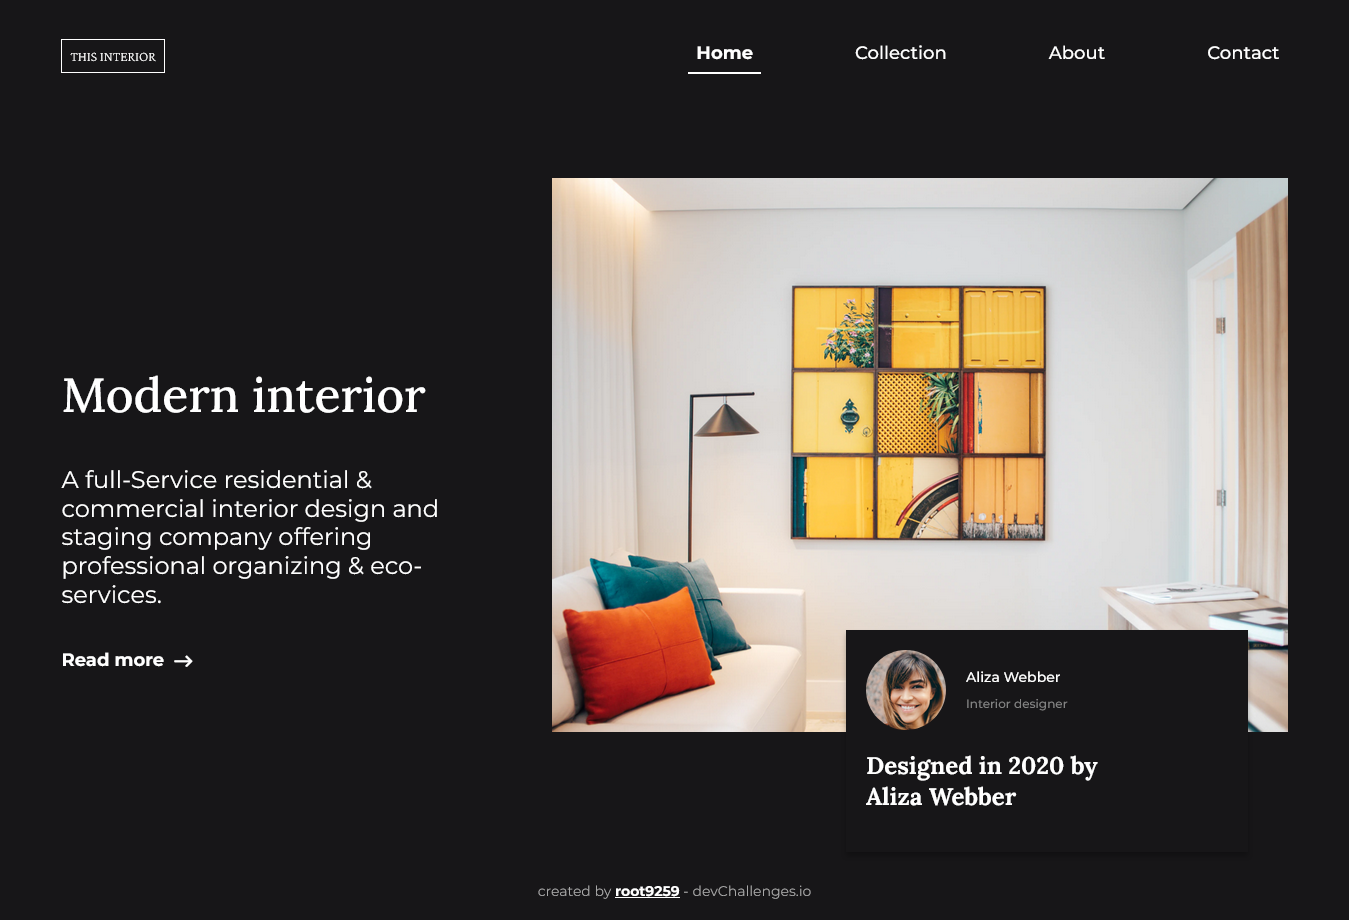 THIS INTERIOR
Home
Collection
About
Contact
Modern interior
A full-Service residential &
commercial interior design and
staging company offering
professional organizing & eco-
services.
Read more
Aliza Webber
Interior designer
Designed in 2020 by
Aliza Webber
created by root9259 - devChallenges.io